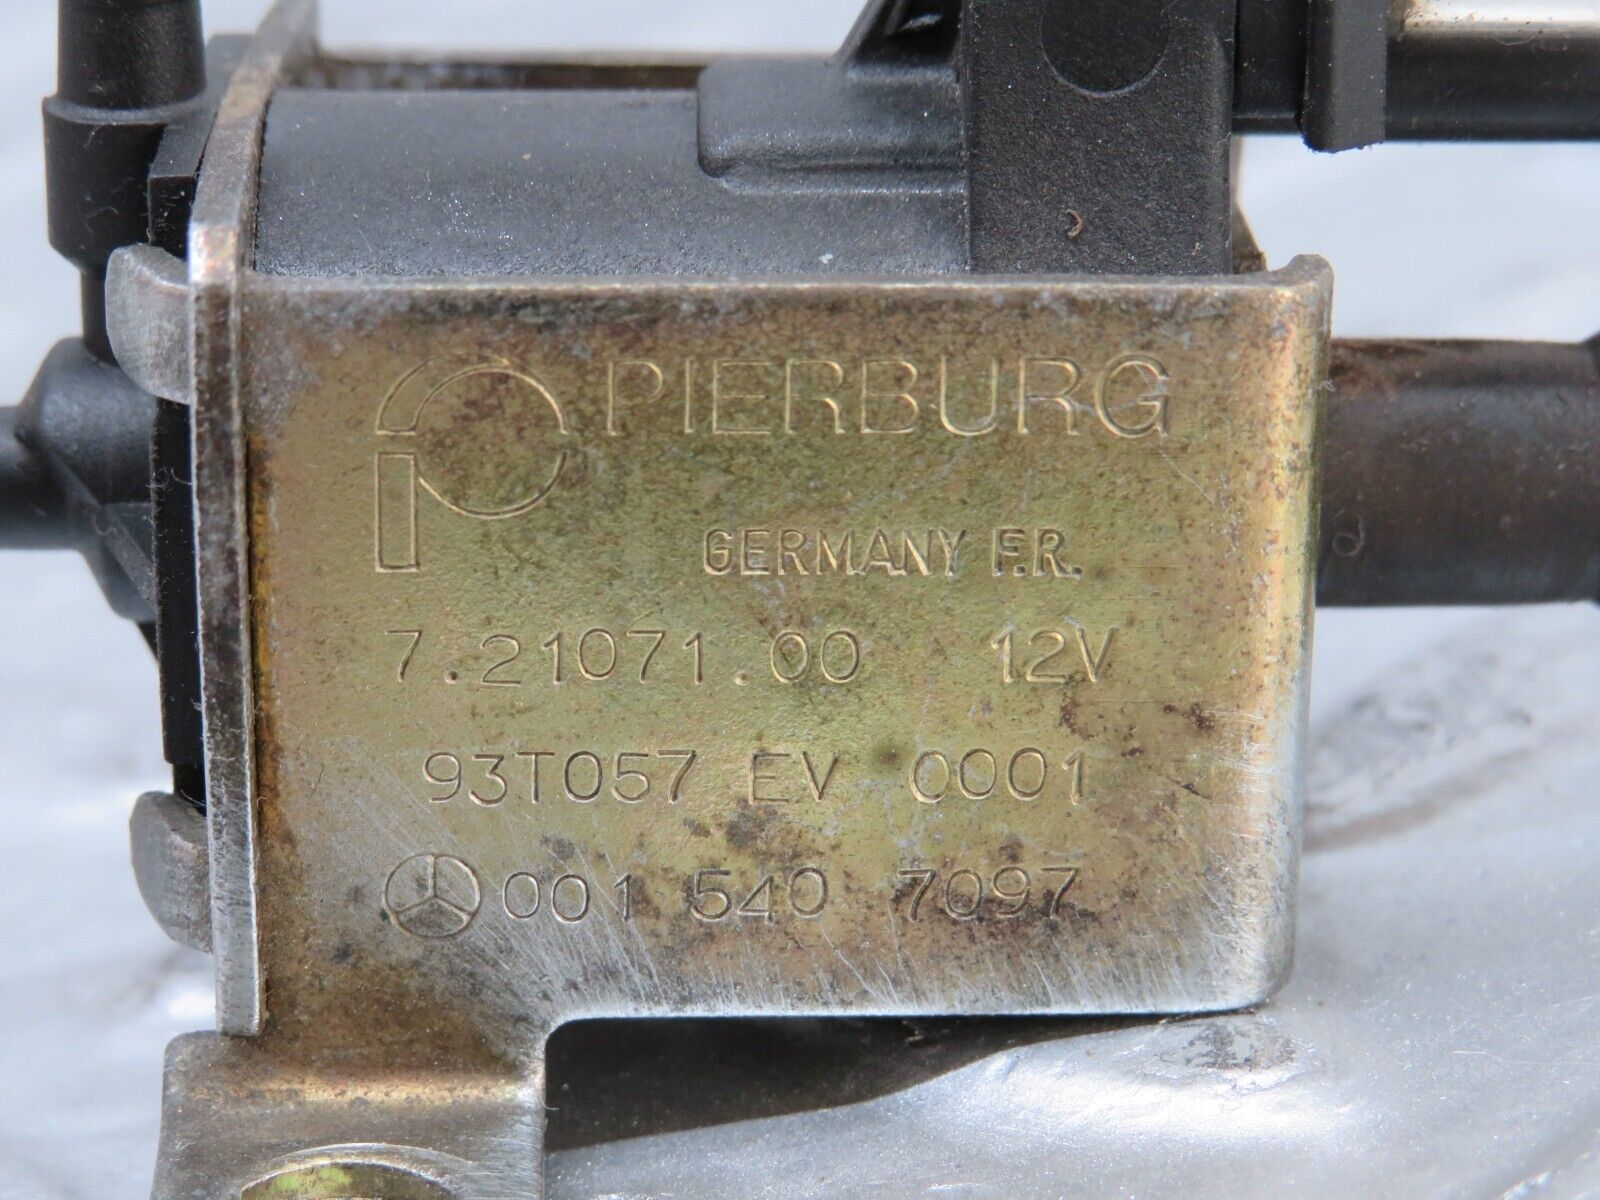 PIERBURG
GERMANY F.R.
7.21071.00 12V
93T057 EV 0001
001 540 7097